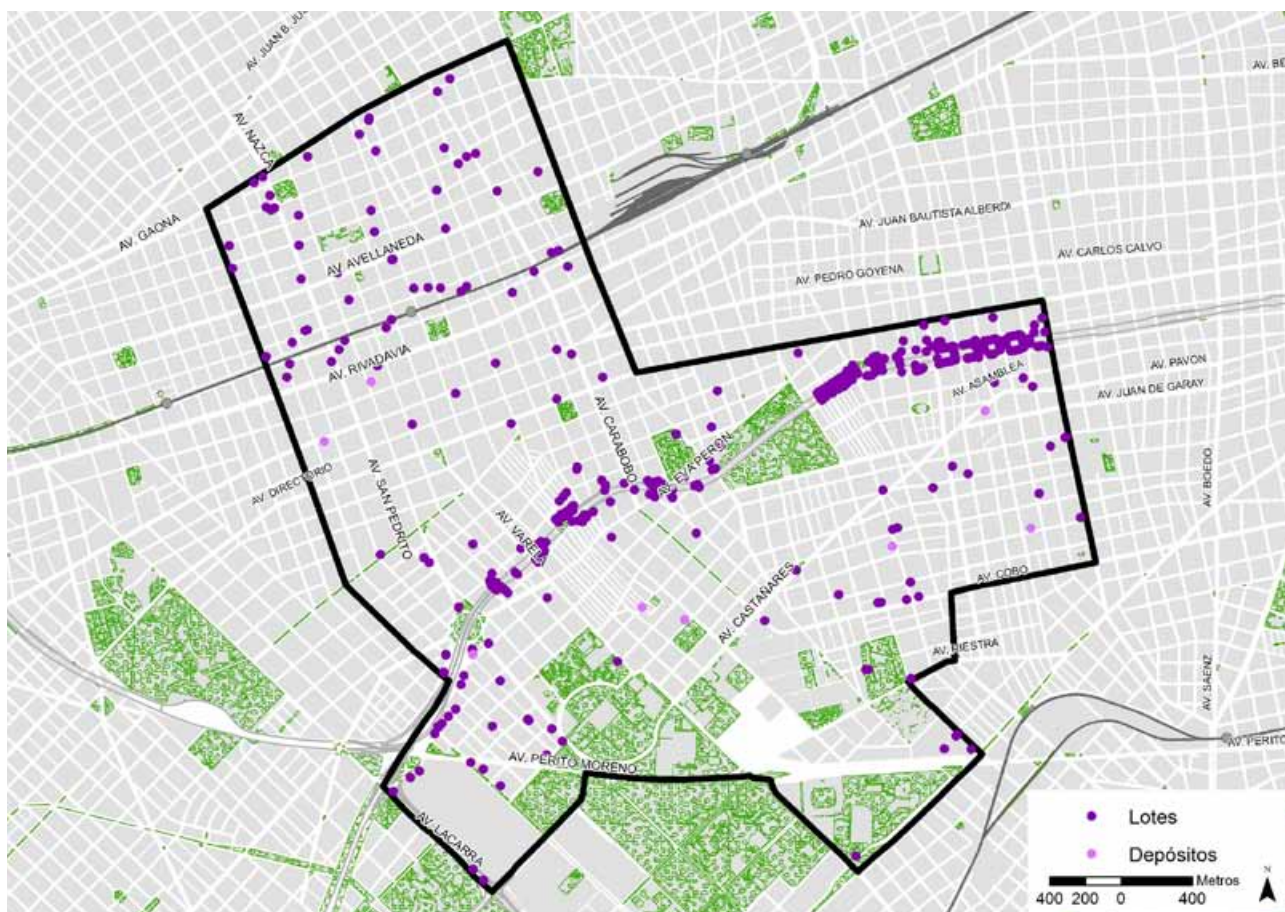 AV. JUAN B. JUS
AV. BE
AV. NAZCA
AV. GAONA
AV. JUAN BAUTISTA ALBERDI
AV. AVELLANEDA
AV. CARLOS CALVO
AV. PEDRO GOYENA
AV. RIVADAVIA
AV. PAVON
AV. ASAMBLEA
AV. JUAN DE GARAY
AV. CARABOBO
AV. EVA PERON
AV. BOEDO
AV. DIRECTORIO
AV. SAN PEDRITO
AV. VARELA
AV. CASTAÑARES
AV. COBO
AV. RIESTRA
AV. SAENZ
AV. PERITO
AV. PERITO MORENO
AV. LACARRA
Lotes
Depósitos
N
Metros
400 200 0 400